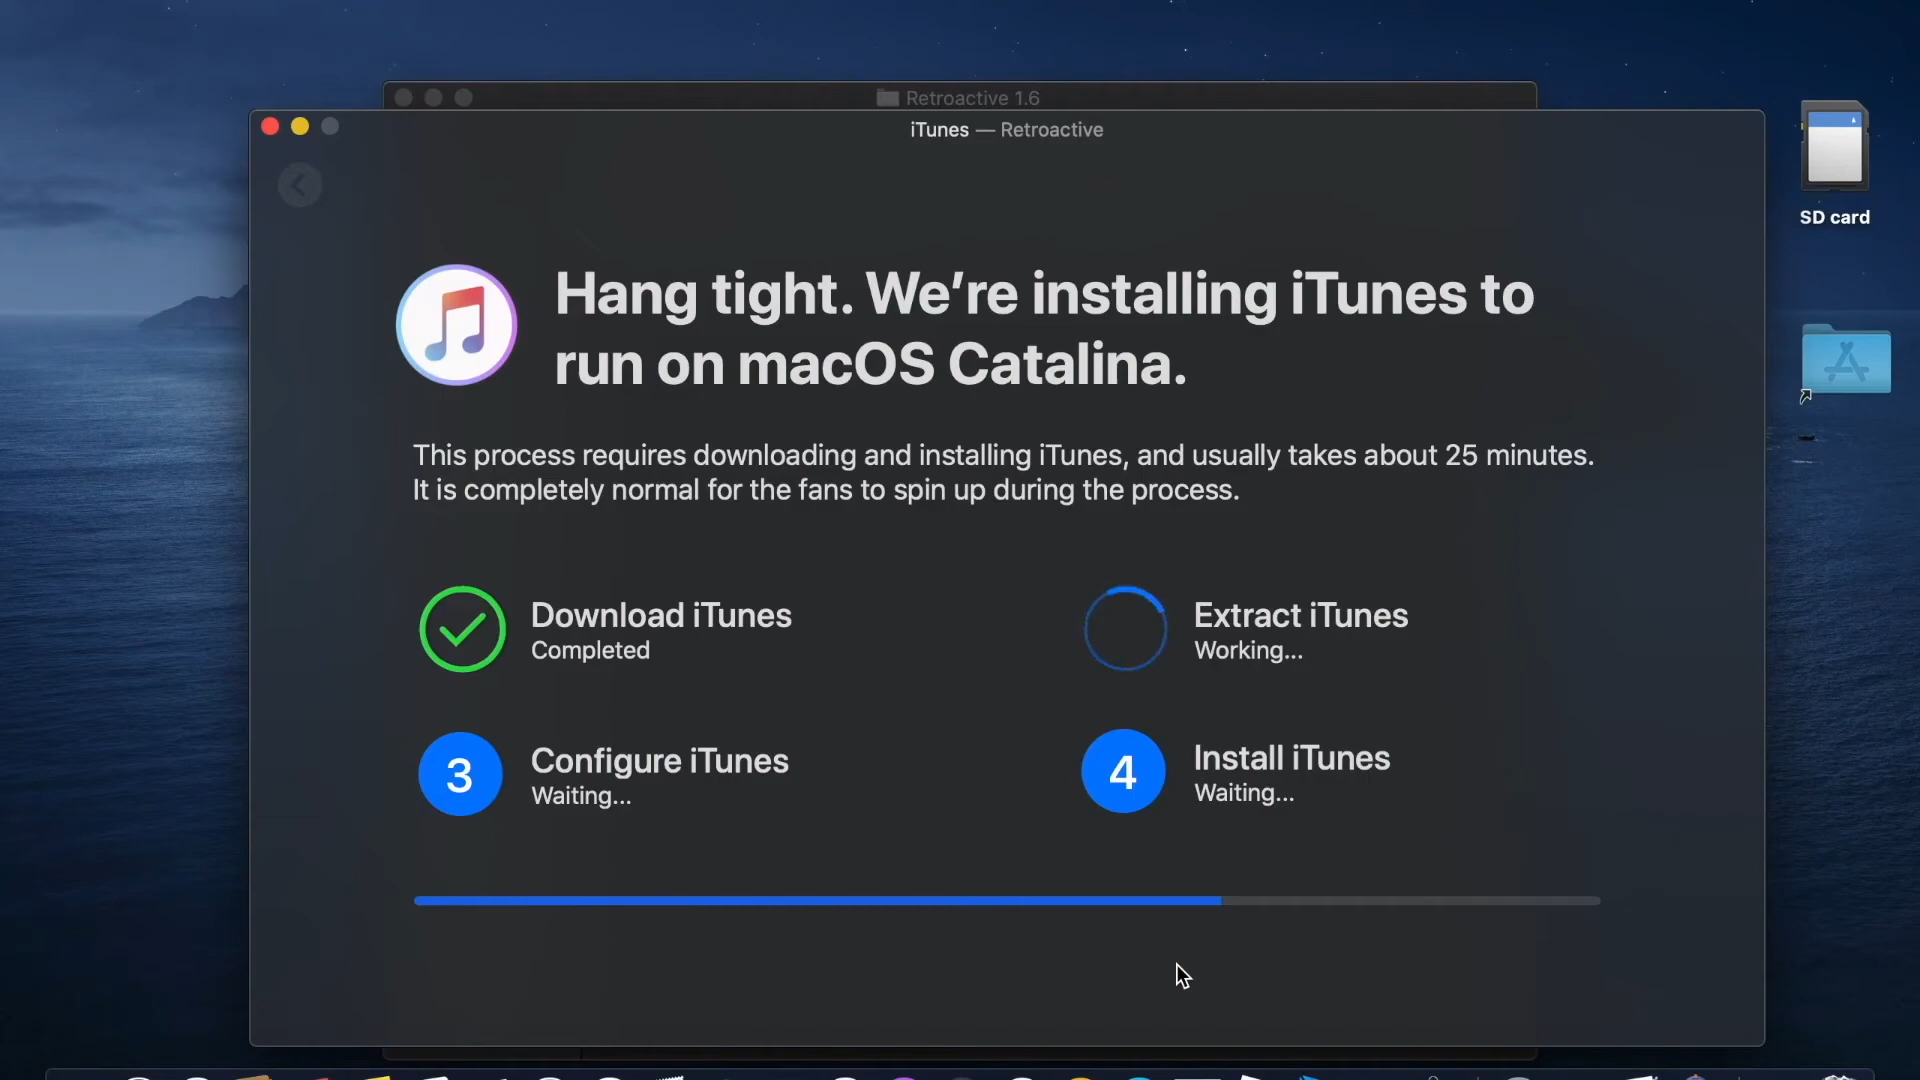 Retroactive 1.6
iTunes — Retroactive
SD card
Hang tight. We're installing iTunes to
run on macOS Catalina.
This process requires downloading and installing iTunes, and usually takes about 25 minutes.
It is completely normal for the fans to spin up during the process.
Download iTunes
Completed
Extract iTunes
Working...
3
Configure iTunes
Waiting...
4
Install iTunes
Waiting...